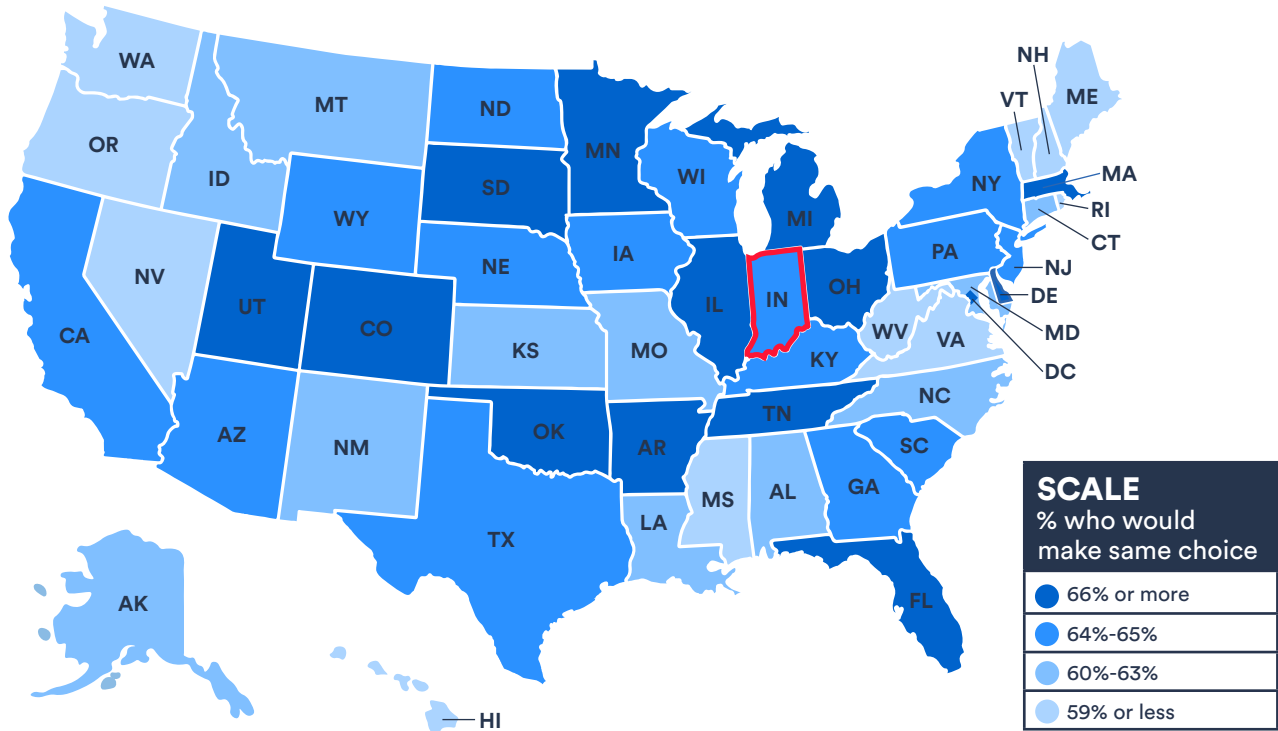 WA
MT
ND
MN
NH
VT
ME
OR
ID
SD
WI
MI
NY
MA
RI
CT
WY
NE
IA
PA
NJ
NV
UT
CO
IL
IN
OH
DE
MD
DC
CA
KS
MO
KY
WV
VA
AZ
NM
OK
AR
TN
NC
SC
TX
LA
MS
AL
GA
FL
AK
HI
SCALE
% who would
make same choice
66% or more
64%-65%
60%-63%
59% or less